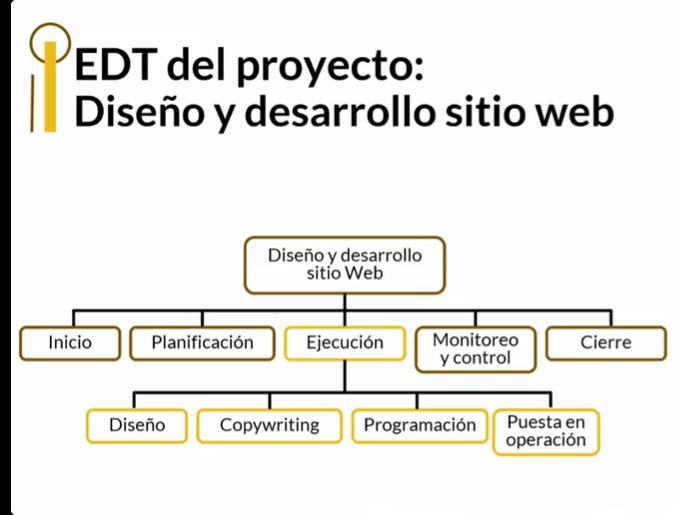 EDT del proyecto:
Diseño y desarrollo sitio web
Diseño y desarrollo
sitio Web
Inicio
Planificación
Ejecución
Monitoreo
y control
Cierre
Diseño
Copywriting
Programación
Puesta en
operación